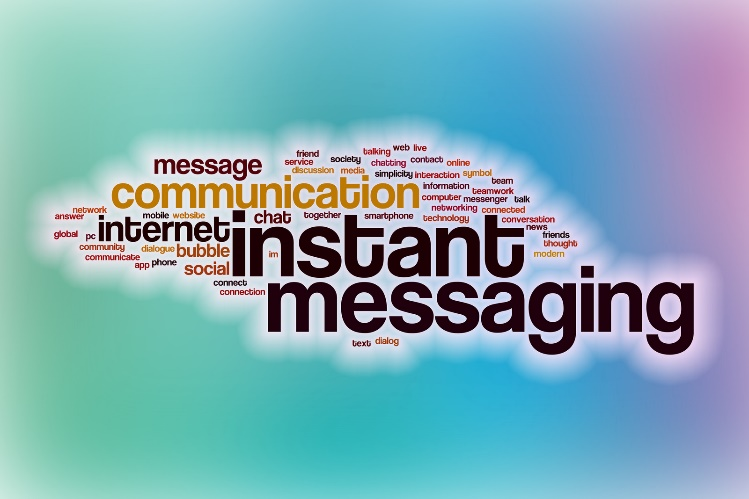 talking web live
friend
service society chatting contact online
message discussion media simplicity interaction symbol
communication information team
teamwork
computer messenger talk
network
answer mobile website chat together smartphone networking connected
technology conversation
internet instant news
global pc friends
community dialogue bubble im thought
communicate modern
app phone social
connect
connection messaging
text dialog